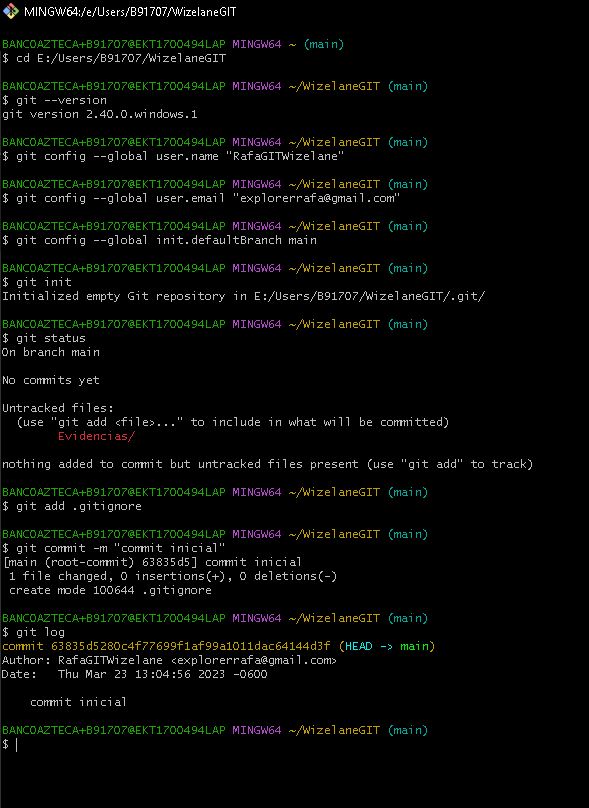 MINGW64:/e/Users/B91707/WizelaneGIT
BANCOAZTECA+B91707@EKT1700494LAP MINGW64 ~ (main)
$ cd E:/Users/B91707/WizelaneGIT
BANCOAZTECA+B91707@EKT1700494LAP MINGW64 ~/WizelaneGIT (main)
$ git --version
git version 2.40.0.windows.1
BANCOAZTECA+B91707@EKT1700494LAP MINGW64 ~/WizelaneGIT (main)
$ git config --global user.name "RafaGITWizelane"
BANCOAZTECA+B91707@EKT1700494LAP MINGW64 ~/WizelaneGIT (main)
$ git config --global user.email "explorerrafa@gmail.com"
BANCOAZTECA+B91707@EKT1700494LAP MINGW64 ~/WizelaneGIT (main)
$ git config --global init.defaultBranch main
BANCOAZTECA+B91707@EKT1700494LAP MINGW64 ~/WizelaneGIT (main)
$ git init
Initialized empty Git repository in E:/Users/B91707/WizelaneGIT/.git/
BANCOAZTECA+B91707@EKT1700494LAP MINGW64 ~/WizelaneGIT (main)
$ git status
On branch main
No commits yet
Untracked files:
(use "git add <file>..." to include in what will be committed)
Evidencias/
nothing added to commit but untracked files present (use "git add" to track)
BANCOAZTECA+B91707@EKT1700494LAP MINGW64 ~/WizelaneGIT (main)
$ git add .gitignore
BANCOAZTECA+B91707@EKT1700494LAP MINGW64 ~/WizelaneGIT (main)
$ git commit -m "commit inicial"
[main (root-commit) 63835d5] commit inicial
1 file changed, 0 insertions(+), 0 deletions(-)
create mode 100644 .gitignore
BANCOAZTECA+B91707@EKT1700494LAP MINGW64 ~/WizelaneGIT (main)
$ git log
commit 63835d5280c4f77699f1af99a1011dac64144d3f (HEAD -> main)
Author: RafaGITWizelane <explorerrafa@gmail.com>
Date: Thu Mar 23 13:04:56 2023 -0600
commit inicial
BANCOAZTECA+B91707@EKT1700494LAP MINGW64 ~/WizelaneGIT (main)
$